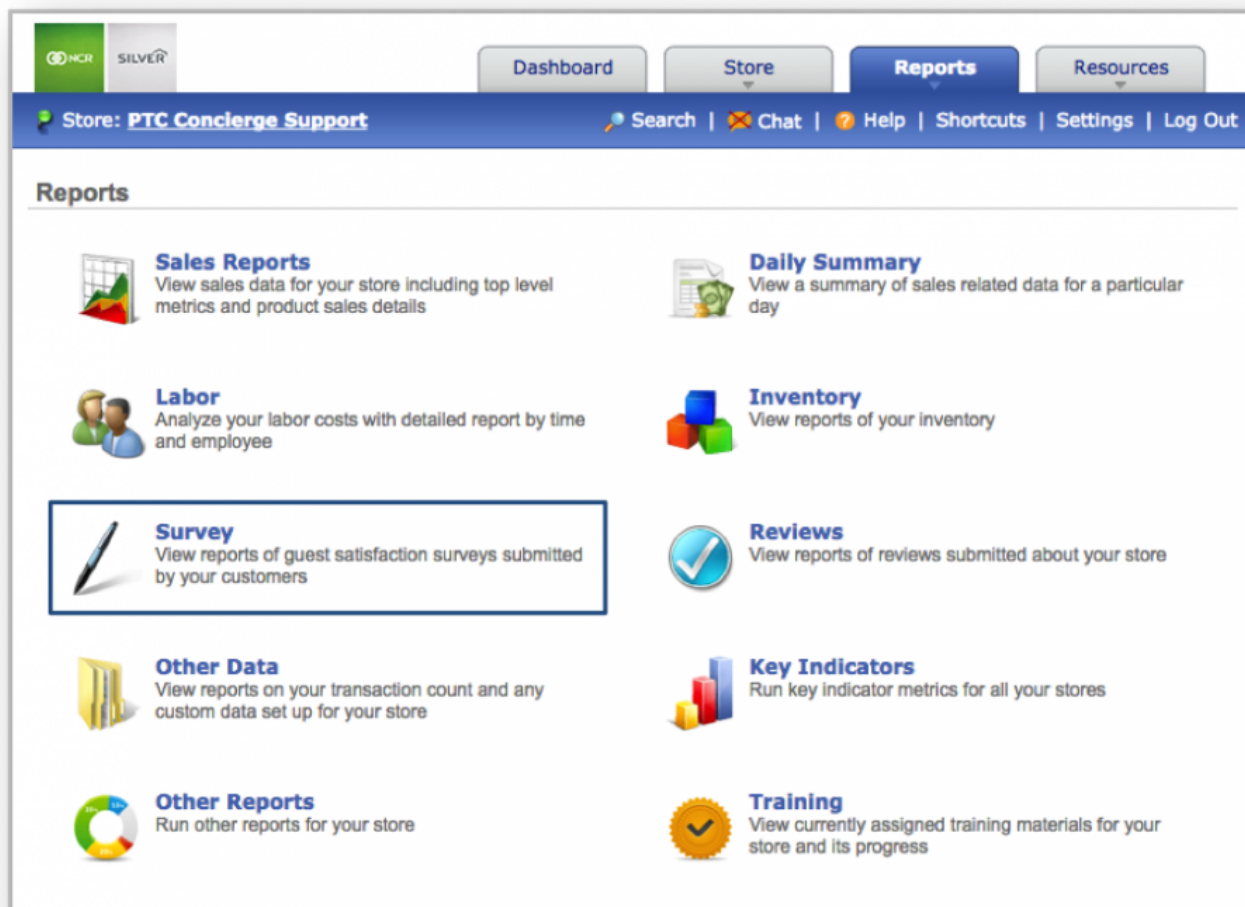 NCR SILVER
Dashboard Store Reports Resources
Store: PTC Concierge Support Search | Chat | Help | Shortcuts | Settings | Log Out
Reports
Sales Reports
View sales data for your store including top level
metrics and product sales details
Daily Summary
View a summary of sales related data for a particular
day
Labor
Analyze your labor costs with detailed report by time
and employee
Inventory
View reports of your inventory
Survey
View reports of guest satisfaction surveys submitted
by your customers
Reviews
View reports of reviews submitted about your store
Other Data
View reports on your transaction count and any
custom data set up for your store
Key Indicators
Run key indicator metrics for all your stores
Other Reports
Run other reports for your store
Training
View currently assigned training materials for your
store and its progress